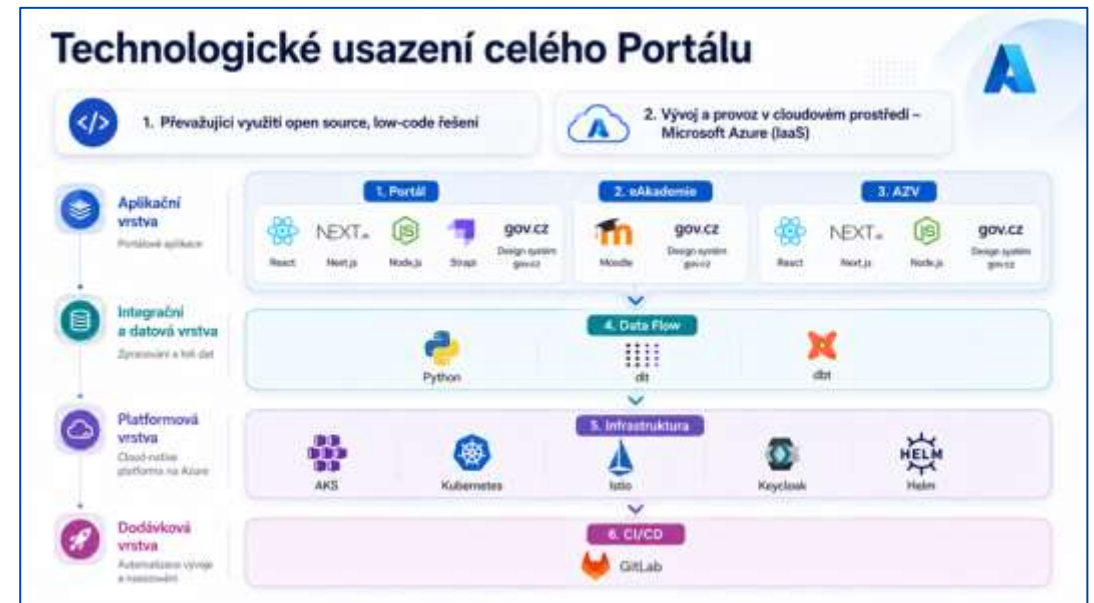 Technologické usazení celého Portálu
1. Převažující využití open source, low-code řešení
2. Vývoj a provoz v cloudovém prostředí –
Microsoft Azure (IaaS)
Aplikační
vrstva
Portálové aplikace
1. Portál
NEXT.JS
gov.cz
React
Next.js
Node.js
Strapi
Design systém
gov.cz
2. eAkademie
gov.cz
Moodle
Design systém
gov.cz
3. AZV
NEXT.JS
gov.cz
React
Next.js
Node.js
Design systém
gov.cz
Integrační
a datová vrstva
Zpracování a tok dat
4. Data Flow
Python
dlt
dbt
Platformová
vrstva
Cloud-native
platforma na Azure
5. Infrastruktura
AKS
Kubernetes
Istio
Keycloak
HELM
Helm
Dodávková
vrstva
Automatizace vývoje
a nasazování
6. CI/CD
GitLab